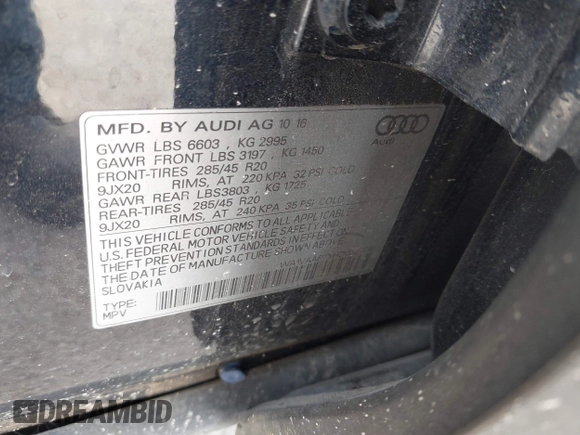 MFD. BY AUDI AG 10 16
GVWR LBS 6603 , KG 2995
GAWR FRONT LBS 3197 , KG 1450
FRONT-TIRES 285/45 R20
9JX20 RIMS, AT 220 KPA 32 PSI COLD
GAWR REAR LBS3803 , KG 1725
REAR-TIRES 285/45 R20
9JX20 RIMS, AT 240 KPA 35 PSI COLD
THIS VEHICLE CONFORMS TO ALL APPLICABLE
U.S. FEDERAL MOTOR VEHICLE SAFETY AND
THEFT PREVENTION STANDARDS IN EFFECT ON
THE DATE OF MANUFACTURE SHOWN ABOVE.
SLOVAKIA
TYPE:
MPV
Audi
DREAMBID